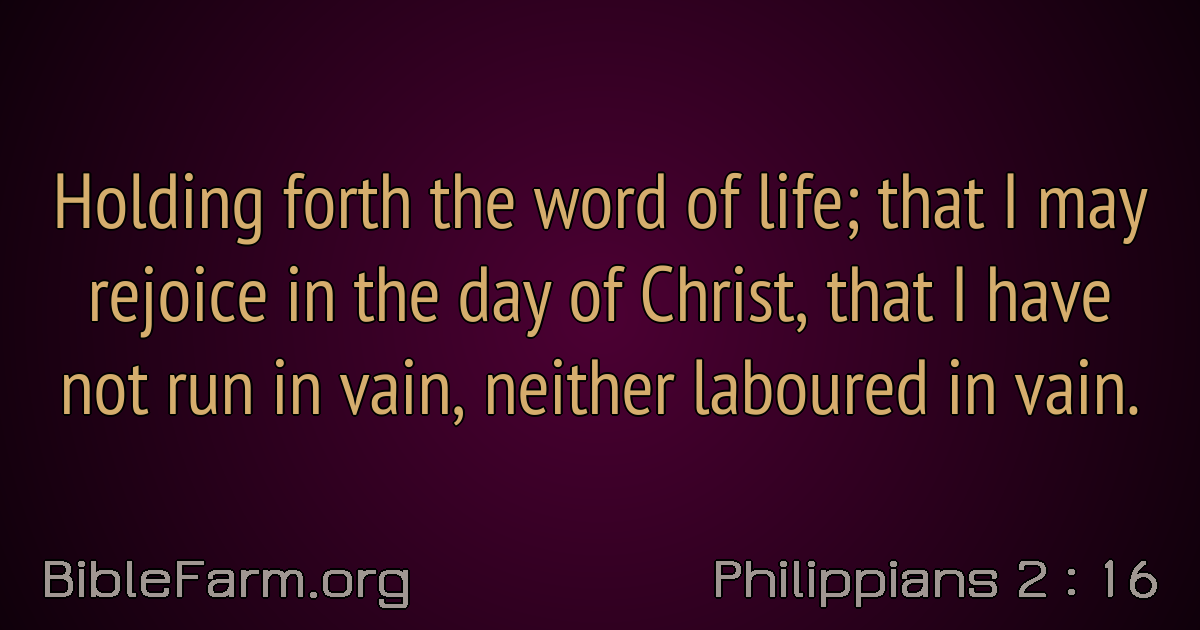 Holding forth the word of life; that I may
rejoice in the day of Christ, that I have
not run in vain, neither laboured in vain.
BibleFarm.org
Philippians 2 : 16